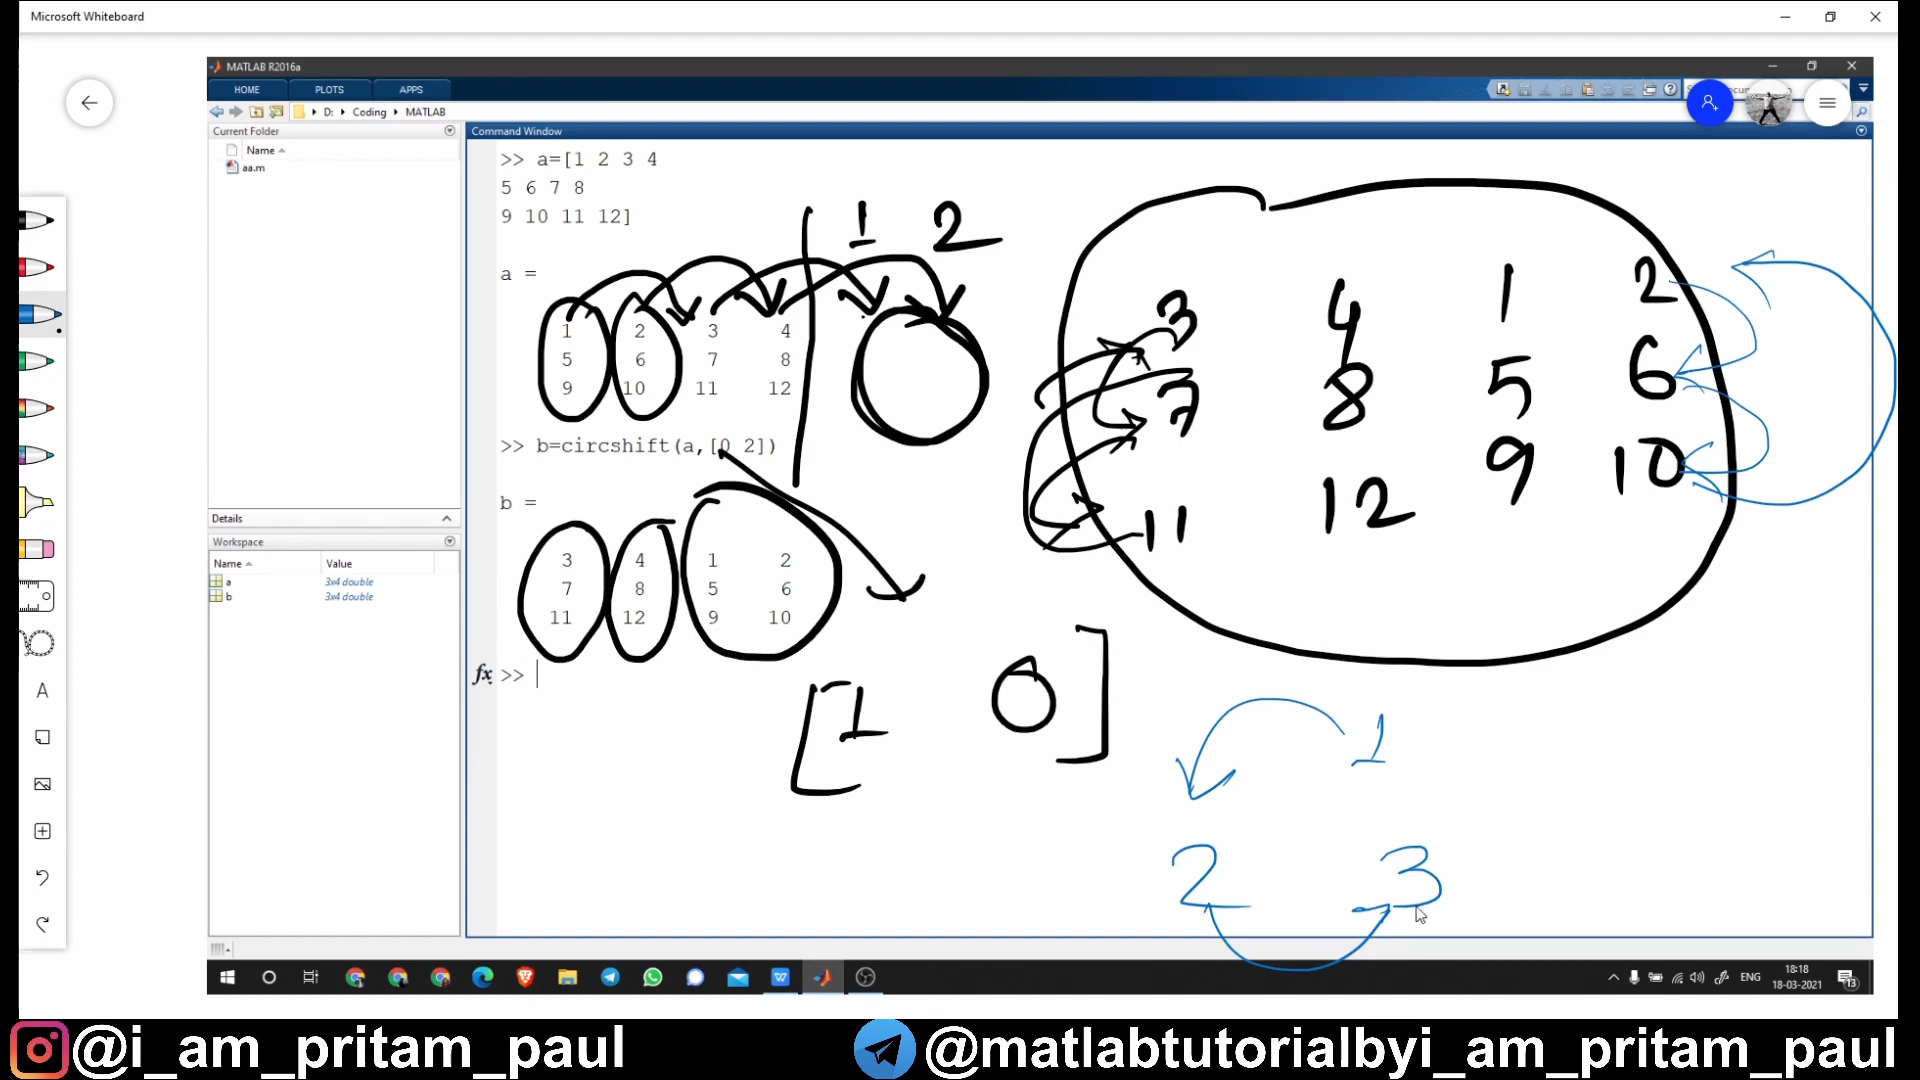 Microsoft Whiteboard
MATLAB R2016a
HOME PLOTS APPS
D: Coding MATLAB
Current Folder
Name
aa.m
Details
Workspace
Name Value
a 3x4 double
b 3x4 double
Command Window
>> a=[1 2 3 4
5 6 7 8
9 10 11 12]
a =
1 2 3 4
5 6 7 8
9 10 11 12
>> b=circshift(a,[0 2])
b =
3 4 1 2
7 8 5 6
11 12 9 10
fx >>
1 2
3 4 1 2
7 8 5 6
11 12 9 10
[1 0]
1
2 3
A
ENG
18:18
18-03-2021
13
@i_am_pritam_paul
@matlabtutorialbyi_am_pritam_paul